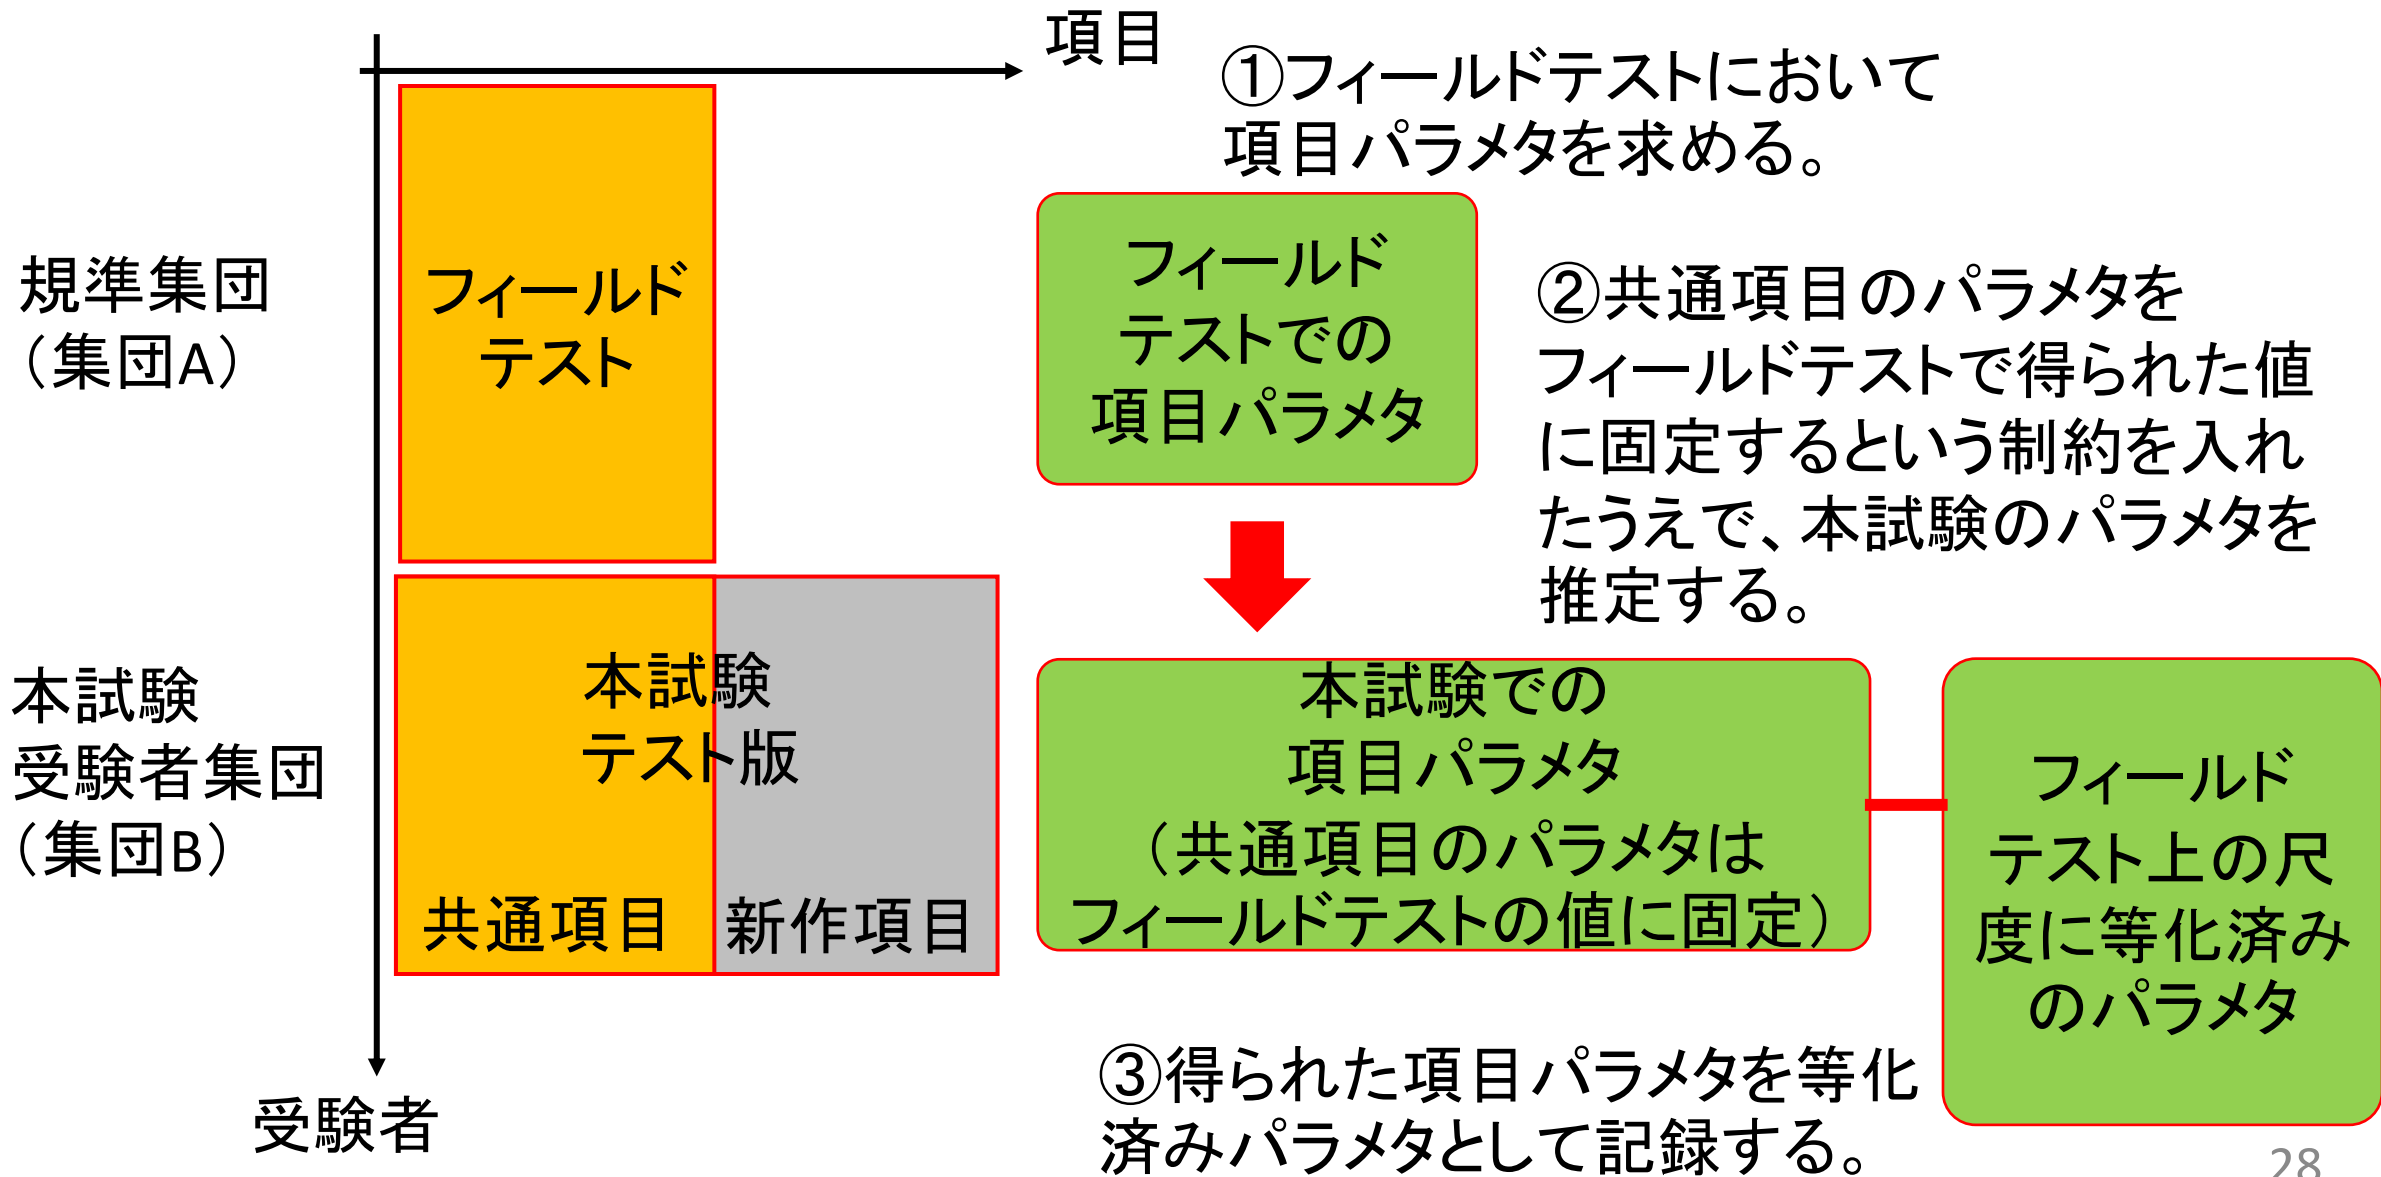 項目
①フィールドテストにおいて
項目パラメタを求める。
規準集団
（集団A）
フィールド
テスト
フィールド
テストでの
項目パラメタ
②共通項目のパラメタを
フィールドテストで得られた値
に固定するという制約を入れ
たうえで、本試験のパラメタを
推定する。
本試験
受験者集団
（集団B）
本試験
テスト版
共通項目
新作項目
本試験での
項目パラメタ
（共通項目のパラメタは
フィールドテストの値に固定）
フィールド
テスト上の尺
度に等化済み
のパラメタ
③得られた項目パラメタを等化
済みパラメタとして記録する。
受験者
28